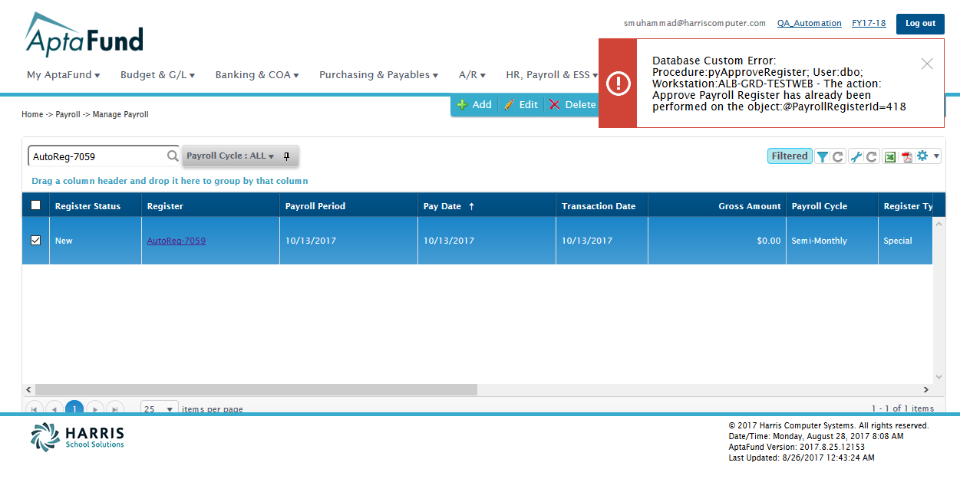 AptaFund
smuhammad@harriscomputer.com QA_Automation FY17-18 Log out
Database Custom Error:
Procedure:pyApproveRegister; User:dbo;
Workstation:ALB-GRD-TESTWEB - The action:
Approve Payroll Register has already been
performed on the object:@PayrollRegisterId=418
My AptaFund Budget & G/L Banking & COA Purchasing & Payables A/R HR, Payroll & ESS
Add Edit Delete
Home -> Payroll -> Manage Payroll
AutoReg-7059 Payroll Cycle : ALL Filtered
Drag a column header and drop it here to group by that column
Register Status Register Payroll Period Pay Date ↑ Transaction Date Gross Amount Payroll Cycle Register Ty
New AutoReg-7059 10/13/2017 10/13/2017 10/13/2017 $0.00 Semi-Monthly Special
1 25 items per page 1 - 1 of 1 items
HARRIS
School Solutions
© 2017 Harris Computer Systems. All rights reserved.
Date/Time: Monday, August 28, 2017 8:08 AM
AptaFund Version: 2017.8.25.12153
Last Updated: 8/26/2017 12:43:24 AM